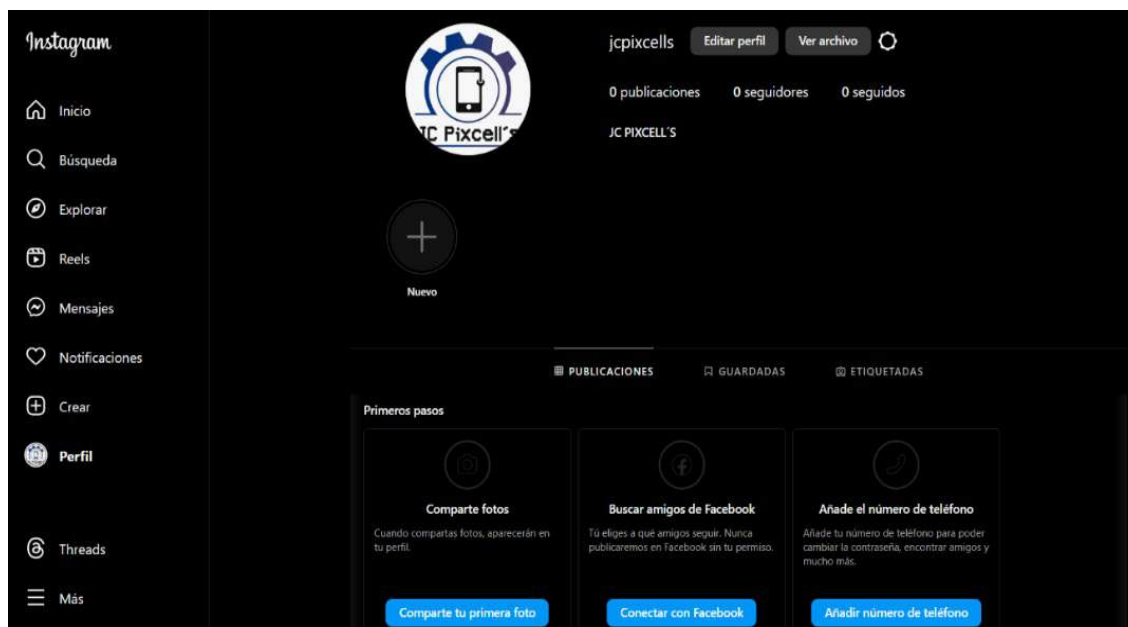 Instagram
Inicio
Búsqueda
Explorar
Reels
Mensajes
Notificaciones
Crear
Perfil
Threads
Más
JC Pixcell´s
jcpixcells Editar perfil Ver archivo
0 publicaciones 0 seguidores 0 seguidos
JC PIXCELL´S
Nuevo
PUBLICACIONES GUARDADAS ETIQUETADAS
Primeros pasos
Comparte fotos
Cuando compartas fotos, aparecerán en
tu perfil.
Comparte tu primera foto
Buscar amigos de Facebook
Tú eliges a qué amigos seguir. Nunca
publicaremos en Facebook sin tu permiso.
Conectar con Facebook
Añade el número de teléfono
Añade tu número de teléfono para poder
cambiar la contraseña, encontrar amigos y
mucho más.
Añadir número de teléfono